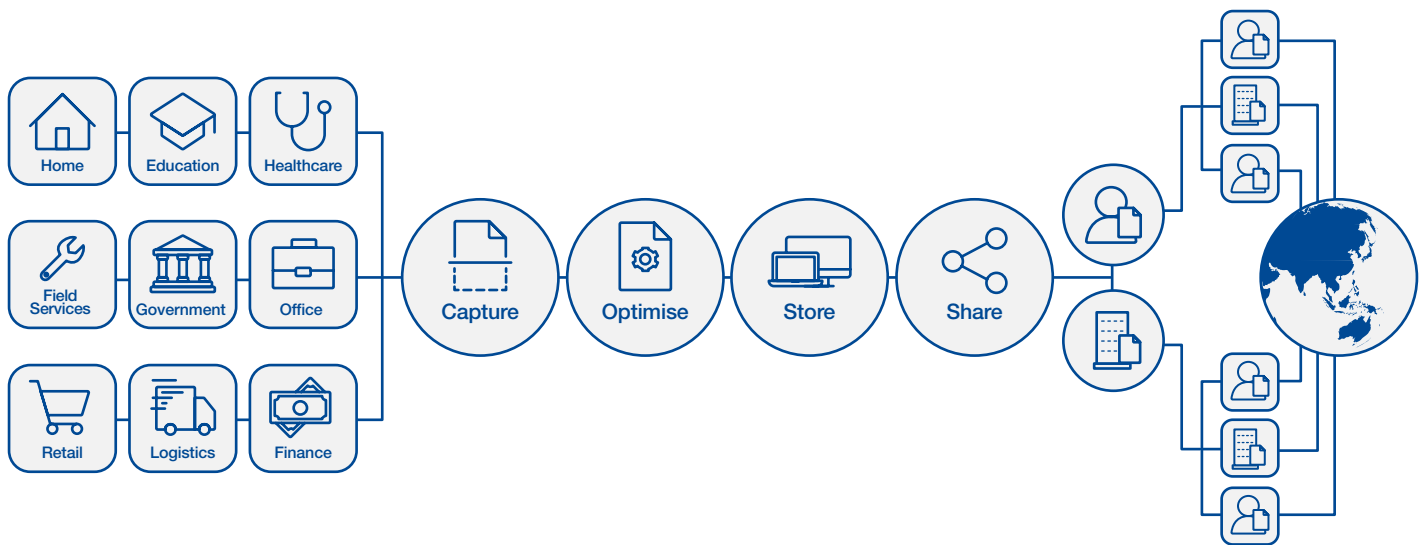 Home
Education
Healthcare
Field
Services
Government
Office
Retail
Logistics
Finance
Capture
Optimise
Store
Share